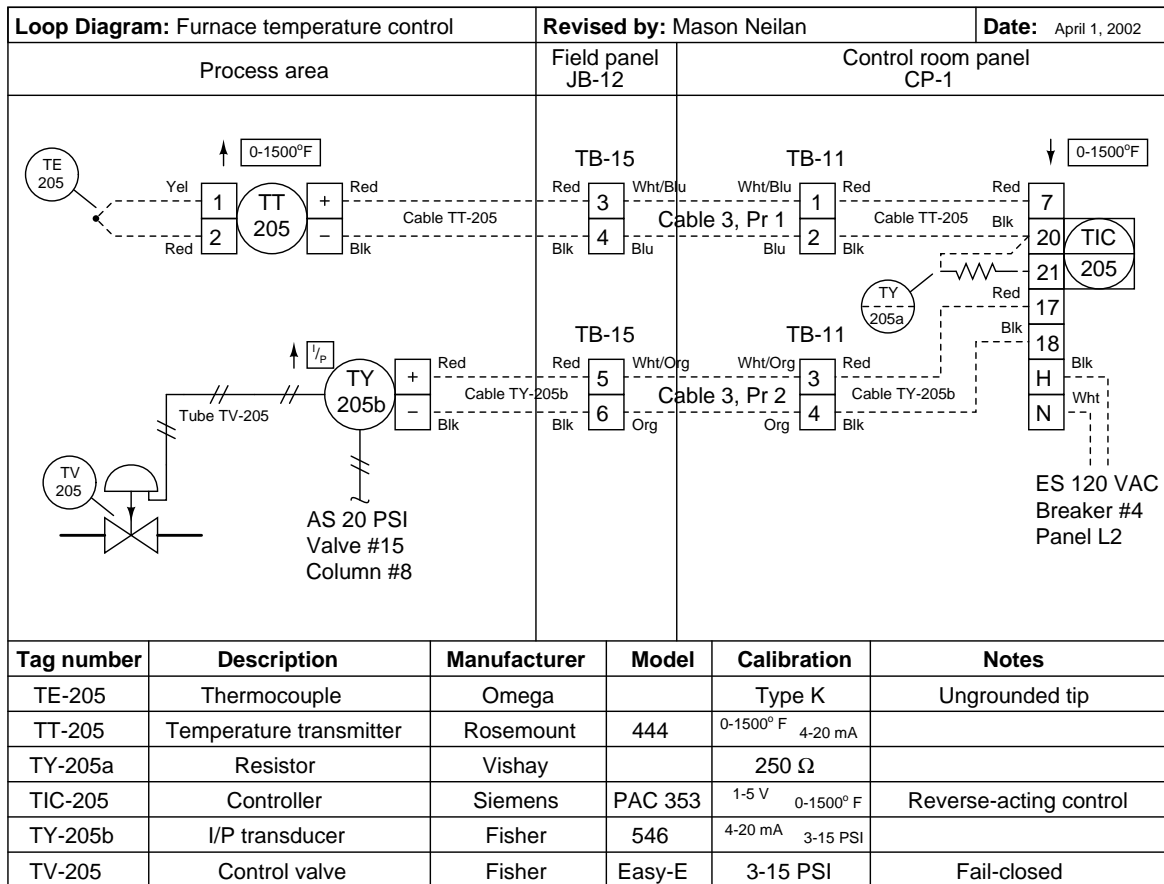 Loop Diagram: Furnace temperature control Revised by: Mason Neilan Date: April 1, 2002
Process area
Field panel
JB-12
Control room panel
CP-1
TE
205
0-1500°F
Yel
Red
1
2
TT
205
+
–
Red
Blk
Cable TT-205
TB-15
Red
Blk
3
4
Wht/Blu
Blu
Cable 3, Pr 1
TB-11
Wht/Blu
Blu
1
2
Red
Blk
Cable TT-205
0-1500°F
Red
Blk
7
20
21
17
18
H
N
TIC
205
TY
205a
Red
Blk
Blk
Wht
ES 120 VAC
Breaker #4
Panel L2
I/P
TY
205b
+
–
Red
Blk
Cable TY-205b
TB-15
Red
Blk
5
6
Wht/Org
Org
Cable 3, Pr 2
TB-11
Wht/Org
Org
3
4
Red
Blk
Cable TY-205b
Tube TV-205
TV
205
AS 20 PSI
Valve #15
Column #8
Tag number Description Manufacturer Model Calibration Notes
TE-205 Thermocouple Omega Type K Ungrounded tip
TT-205 Temperature transmitter Rosemount 444 0-1500° F 4-20 mA
TY-205a Resistor Vishay 250 Ω
TIC-205 Controller Siemens PAC 353 1-5 V 0-1500° F Reverse-acting control
TY-205b I/P transducer Fisher 546 4-20 mA 3-15 PSI
TV-205 Control valve Fisher Easy-E 3-15 PSI Fail-closed